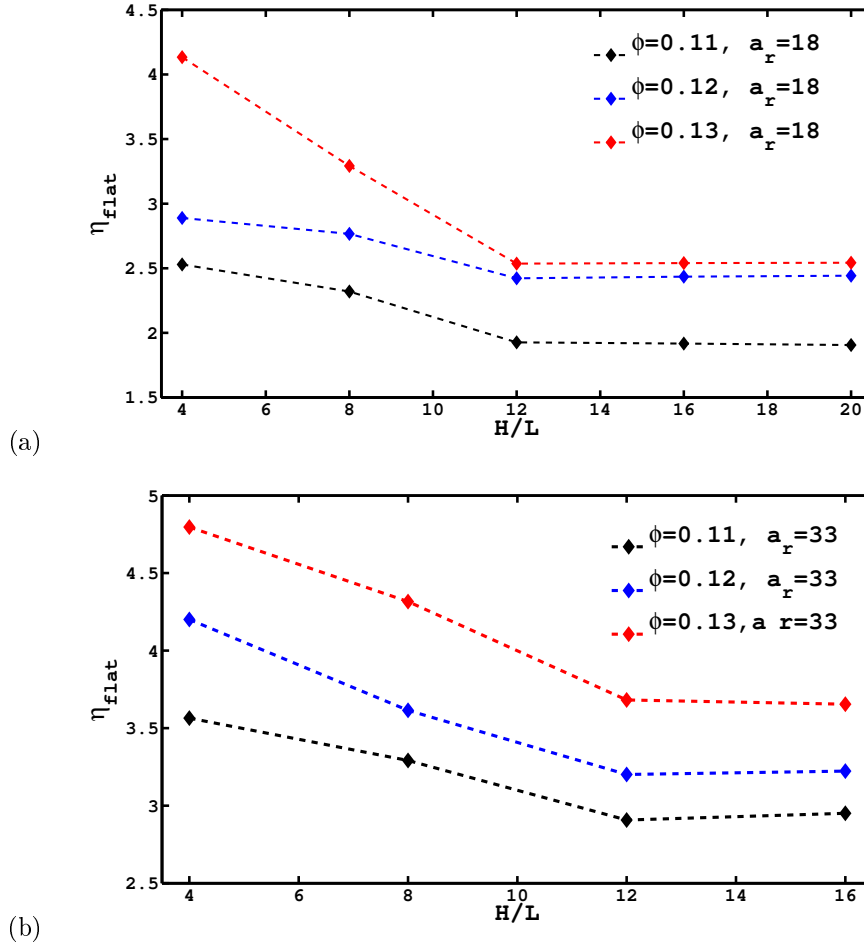 4.5
4
3.5
3
2.5
2
1.5
η_flat
ϕ=0.11, a_r=18
ϕ=0.12, a_r=18
ϕ=0.13, a_r=18
4 6 8 10 12 14 16 18 20
H/L
(a)
5
4.5
4
3.5
3
2.5
η_flat
ϕ=0.11, a_r=33
ϕ=0.12, a_r=33
ϕ=0.13,a r=33
4 6 8 10 12 14 16
H/L
(b)